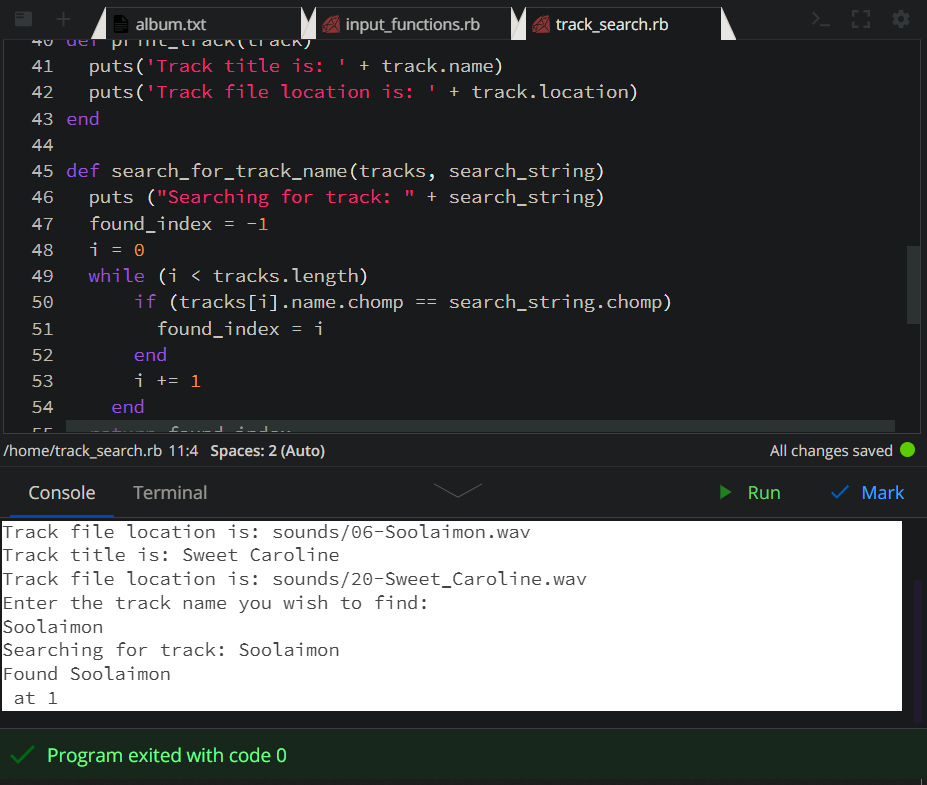 album.txt input_functions.rb track_search.rb
40 def print_track(track)
41 puts('Track title is: ' + track.name)
42 puts('Track file location is: ' + track.location)
43 end
44
45 def search_for_track_name(tracks, search_string)
46 puts ("Searching for track: " + search_string)
47 found_index = -1
48 i = 0
49 while (i < tracks.length)
50 if (tracks[i].name.chomp == search_string.chomp)
51 found_index = i
52 end
53 i += 1
54 end
55 return found_index
/home/track_search.rb 11:4 Spaces: 2 (Auto) All changes saved
Console Terminal Run Mark
Track file location is: sounds/06-Soolaimon.wav
Track title is: Sweet Caroline
Track file location is: sounds/20-Sweet_Caroline.wav
Enter the track name you wish to find:
Soolaimon
Searching for track: Soolaimon
Found Soolaimon
 at 1
Program exited with code 0